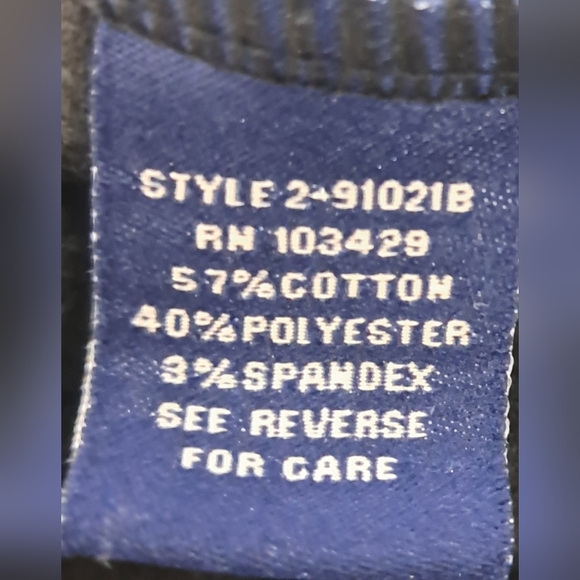 STYLE 2-91021B
RN 103429
57% COTTON
40% POLYESTER
3% SPANDEX
SEE REVERSE
FOR CARE